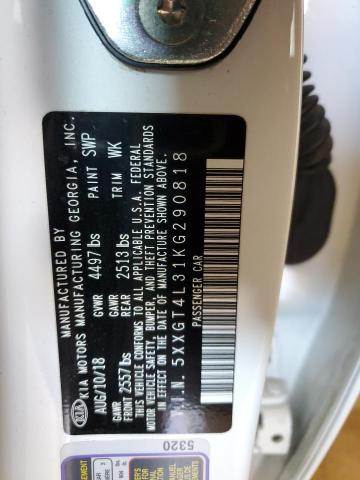 KIA
MANUFACTURED BY
KIA MOTORS MANUFACTURING GEORGIA, INC.
AUG/10/18 GVWR 4497 lbs PAINT SWP
GAWR FRONT 2557 lbs GAWR REAR 2513 lbs TRIM WK
THIS VEHICLE CONFORMS TO ALL APPLICABLE U.S.A. FEDERAL
MOTOR VEHICLE SAFETY, BUMPER, AND THEFT PREVENTION STANDARDS
IN EFFECT ON THE DATE OF MANUFACTURE SHOWN ABOVE.
V.I.N. 5XXGT4L31KG290818
PASSENGER CAR
5320